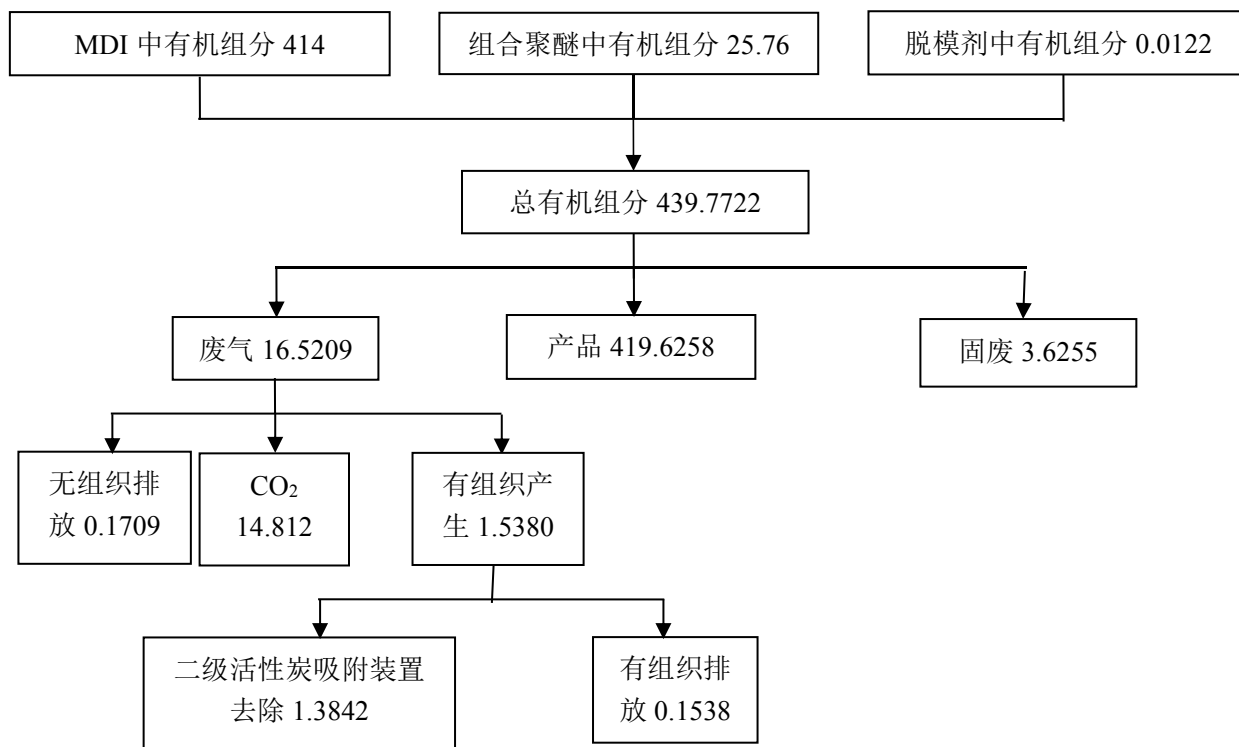 MDI 中有机组分 414
组合聚醚中有机组分 25.76
脱模剂中有机组分 0.0122
总有机组分 439.7722
废气 16.5209
产品 419.6258
固废 3.6255
无组织排
放 0.1709
CO₂
14.812
有组织产
生 1.5380
二级活性炭吸附装置
去除 1.3842
有组织排
放 0.1538